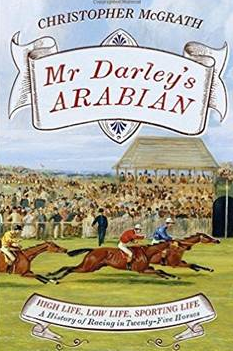 CHRISTOPHER McGRATH
Mr Darley's
ARABIAN
HIGH LIFE, LOW LIFE, SPORTING LIFE
A History of Racing in Twenty-Five Horses